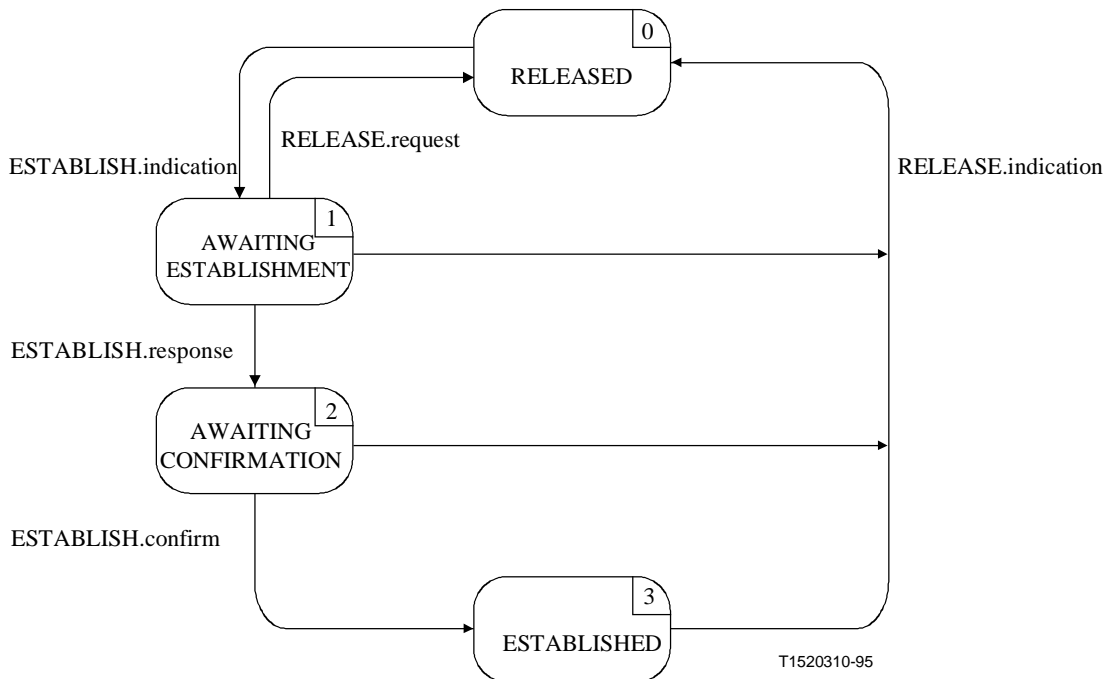 0
RELEASED
RELEASE.request
ESTABLISH.indication
RELEASE.indication
1
AWAITING
ESTABLISHMENT
ESTABLISH.response
2
AWAITING
CONFIRMATION
ESTABLISH.confirm
3
ESTABLISHED
T1520310-95